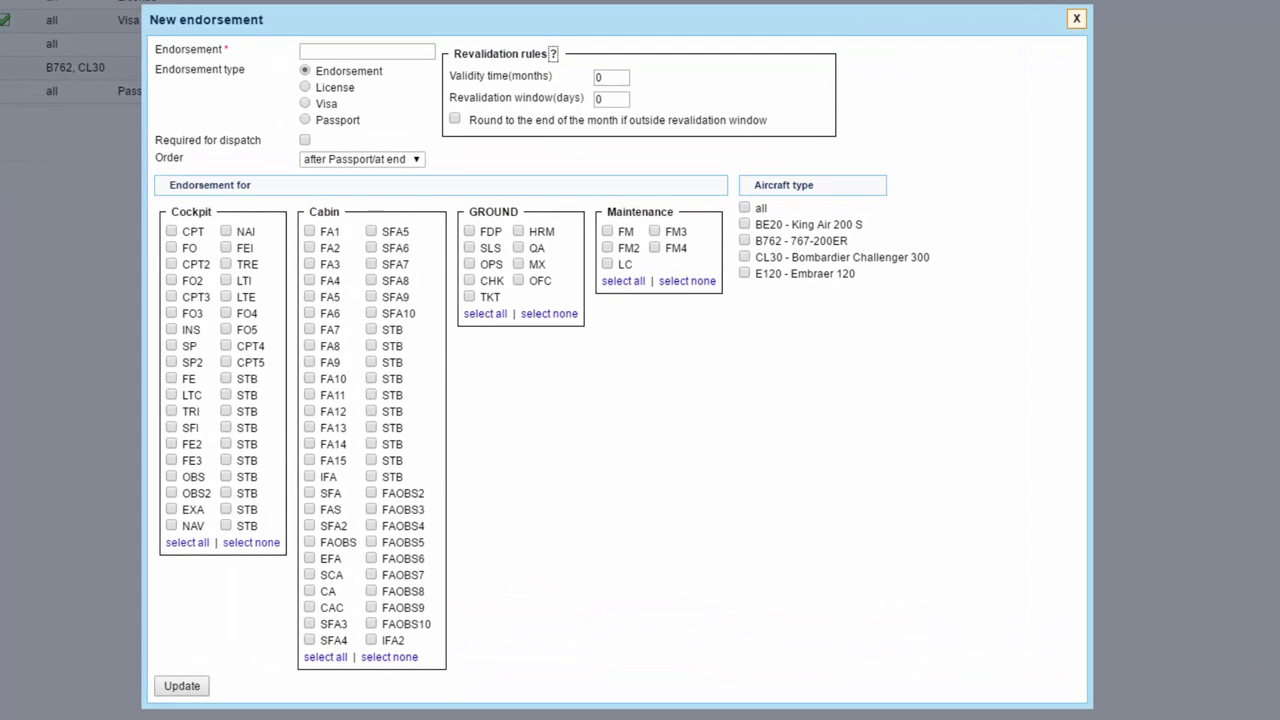 License
all Visa
all
B762, CL30
all Pass
New endorsement
X
Endorsement *
Endorsement type
Endorsement
License
Visa
Passport
Required for dispatch
Order
after Passport/at end
Revalidation rules ?
Validity time(months) 0
Revalidation window(days) 0
Round to the end of the month if outside revalidation window
Endorsement for
Cockpit
CPT NAI
FO FEI
CPT2 TRE
FO2 LTI
CPT3 LTE
FO3 FO4
INS FO5
SP CPT4
SP2 CPT5
FE STB
LTC STB
TRI STB
SFI STB
FE2 STB
FE3 STB
OBS STB
OBS2 STB
EXA STB
NAV STB
select all | select none
Cabin
FA1 SFA5
FA2 SFA6
FA3 SFA7
FA4 SFA8
FA5 SFA9
FA6 SFA10
FA7 STB
FA8 STB
FA9 STB
FA10 STB
FA11 STB
FA12 STB
FA13 STB
FA14 STB
FA15 STB
IFA STB
SFA FAOBS2
FAS FAOBS3
SFA2 FAOBS4
FAOBS FAOBS5
EFA FAOBS6
SCA FAOBS7
CA FAOBS8
CAC FAOBS9
SFA3 FAOBS10
SFA4 IFA2
select all | select none
GROUND
FDP HRM
SLS QA
OPS MX
CHK OFC
TKT
select all | select none
Maintenance
FM FM3
FM2 FM4
LC
select all | select none
Aircraft type
all
BE20 - King Air 200 S
B762 - 767-200ER
CL30 - Bombardier Challenger 300
E120 - Embraer 120
Update